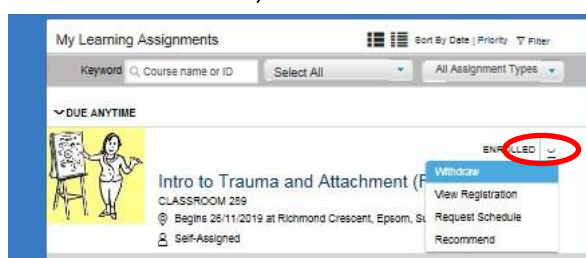 My Learning Assignments Sort By Date | Priority Filter
Keyword Course name or ID Select All All Assignment Types
DUE ANYTIME
ENROLLED
Withdraw
Intro to Trauma and Attachment (
View Registration
CLASSROOM 289
Begins 26/11/2019 at Richmond Crescent, Epsom,
Request Schedule
Self-Assigned
Recommend